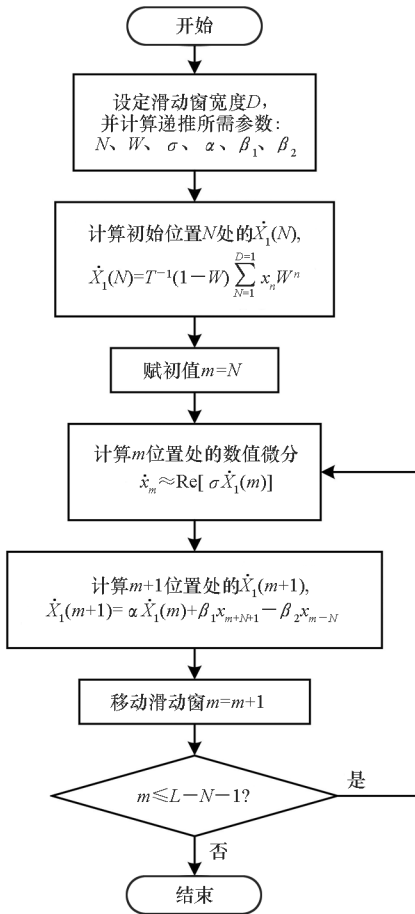 开始
设定滑动窗宽度D,
并计算递推所需参数:
N、W、σ、α、β₁、β₂
计算初始位置N处的Ẋ₁(N),
Ẋ₁(N)=T⁻¹(1−W)∑_{N=1}^{D=1} xₙWⁿ
赋初值m=N
计算m位置处的数值微分
ẋₘ≈Re[σẊ₁(m)]
计算m+1位置处的Ẋ₁(m+1),
Ẋ₁(m+1)=αẊ₁(m)+β₁x_{m+N+1}−β₂x_{m−N}
移动滑动窗m=m+1
m≤L−N−1?
是
否
结束